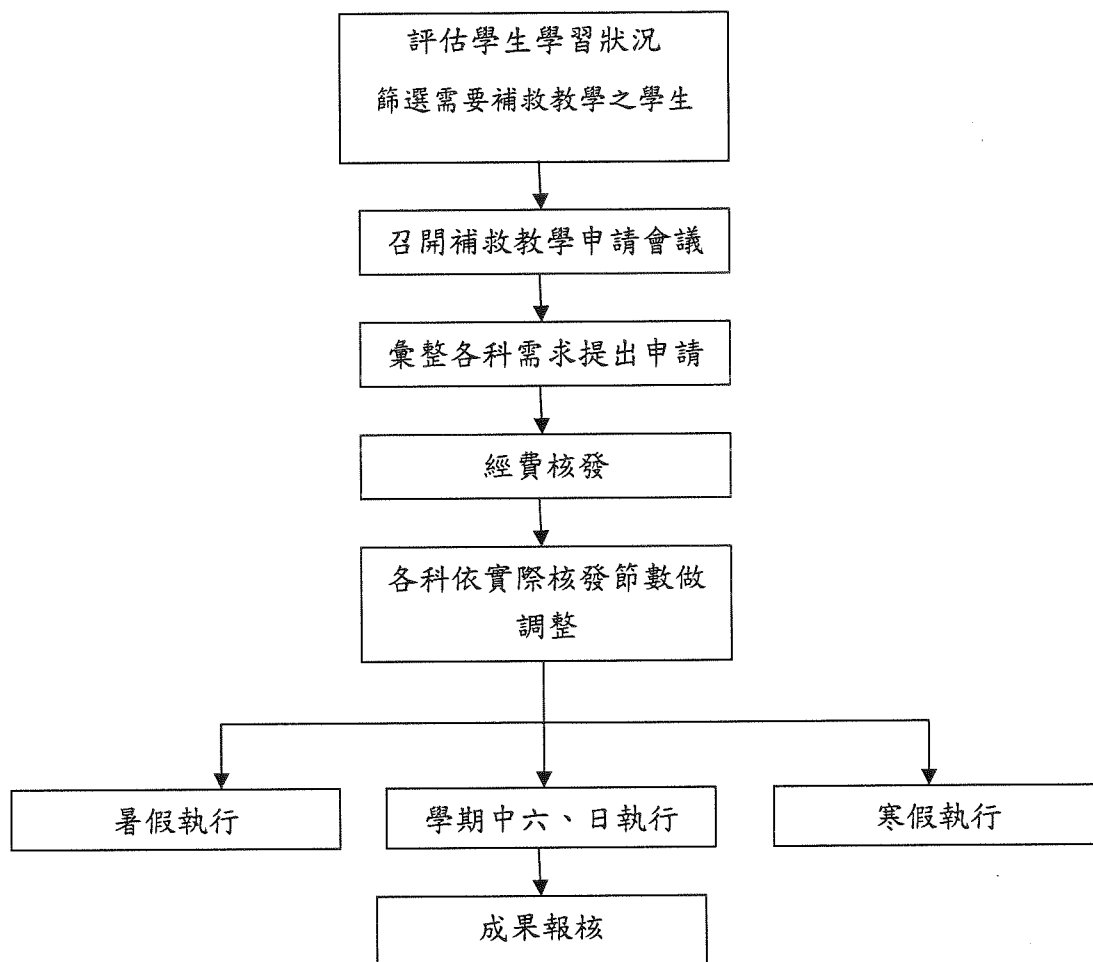 評估學生學習狀況
篩選需要補救教學之學生
召開補救教學申請會議
彙整各科需求提出申請
經費核發
各科依實際核發節數做
調整
暑假執行
學期中六、日執行
寒假執行
成果報核